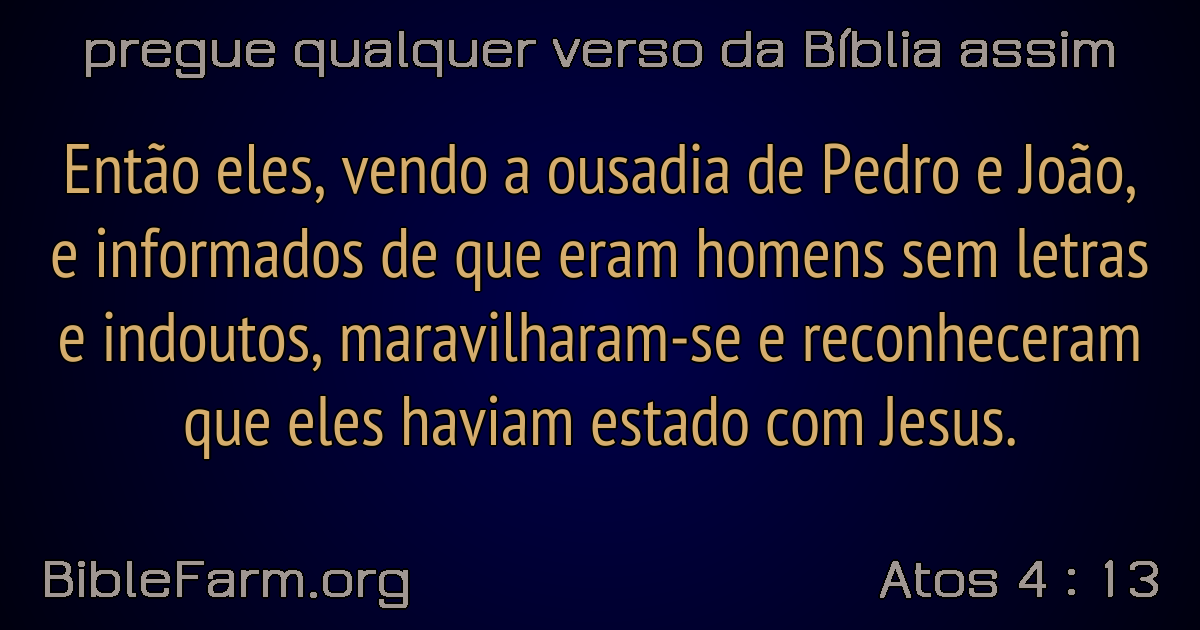 pregue qualquer verso da Bíblia assim
Então eles, vendo a ousadia de Pedro e João,
e informados de que eram homens sem letras
e indoutos, maravilharam-se e reconheceram
que eles haviam estado com Jesus.
BibleFarm.org
Atos 4 : 13